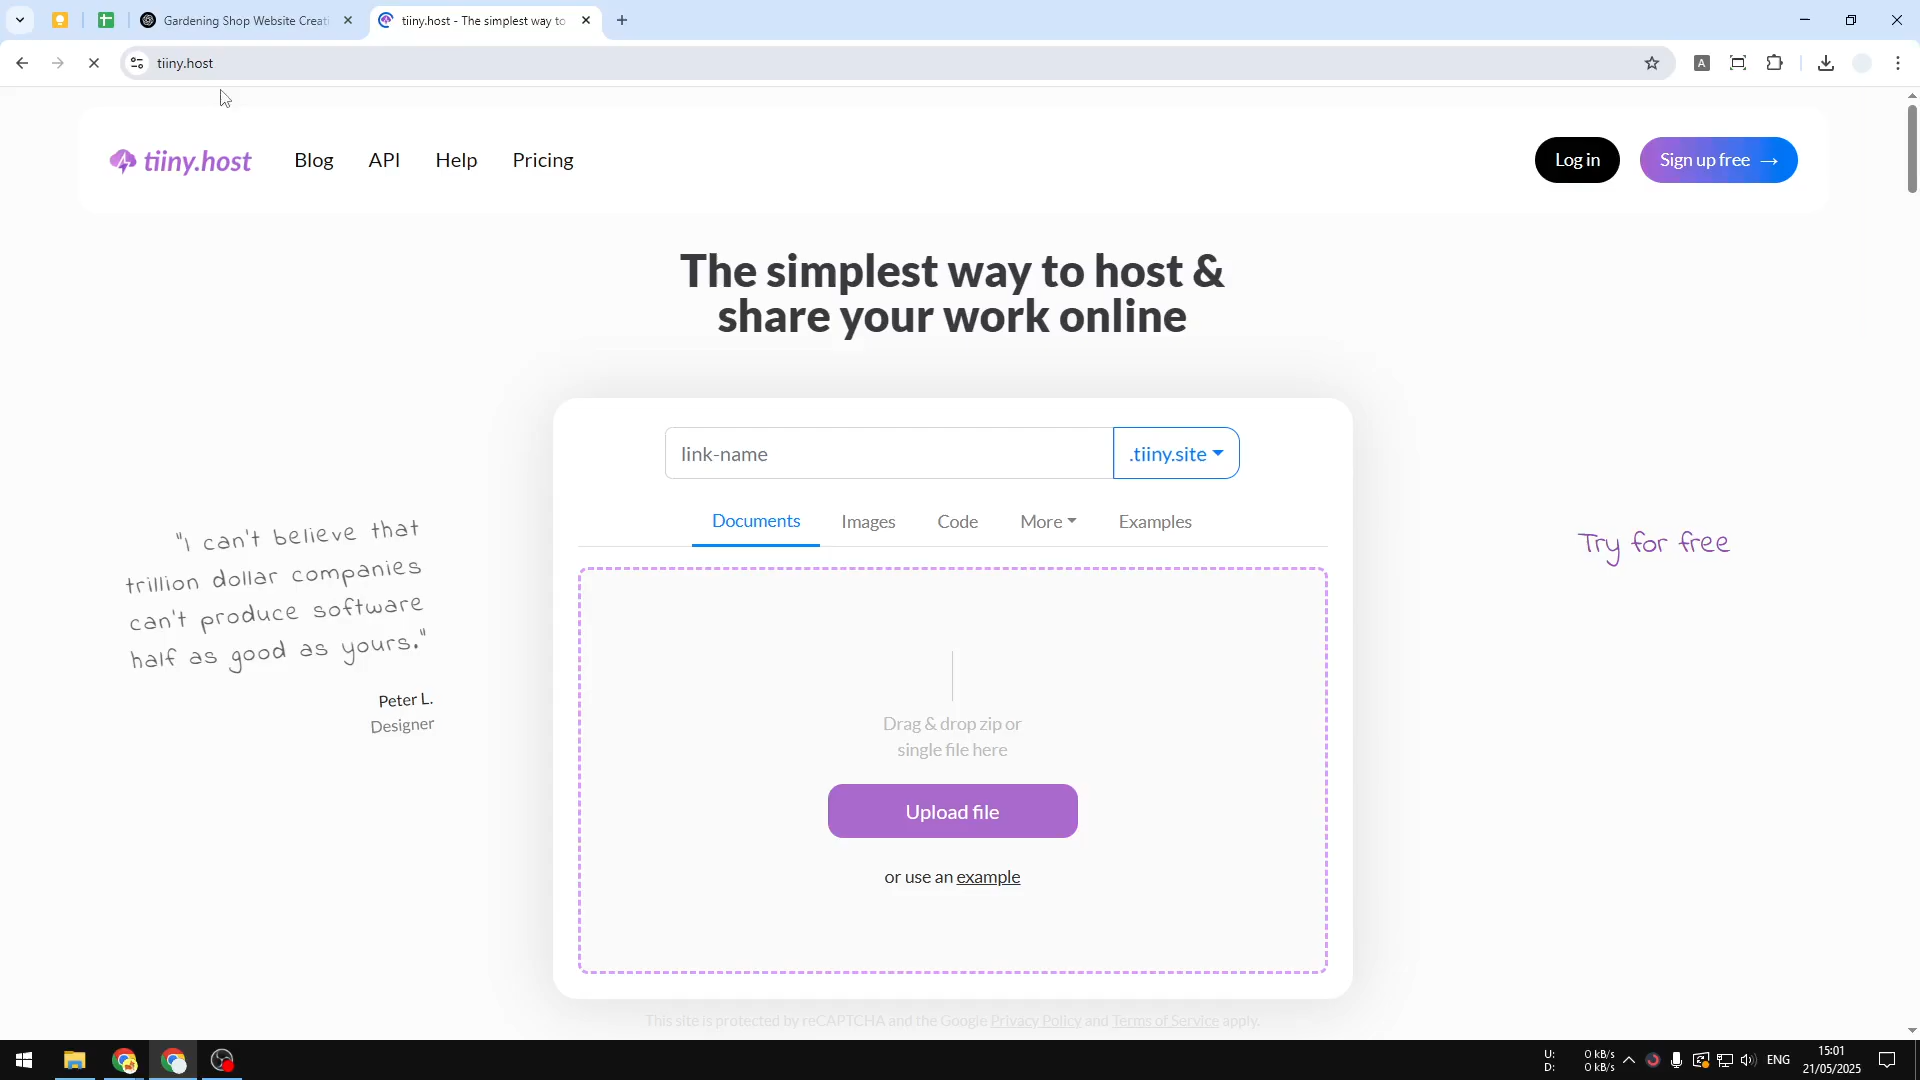 Gardening Shop Website Creati
tiiny.host - The simplest way to
tiiny.host
A
tiiny.host
Blog
API
Help
Pricing
Log in
Sign up free →
The simplest way to host &
share your work online
link-name
.tiiny.site
Documents
Images
Code
More
Examples
"I can't believe that
trillion dollar companies
can't produce software
half as good as yours."
Peter L.
Designer
Try for free
Drag & drop zip or
single file here
Upload file
or use an example
This site is protected by reCAPTCHA and the Google Privacy Policy and Terms of Service apply.
U: 0 kB/s
D: 0 kB/s
ENG
15:01
21/05/2025